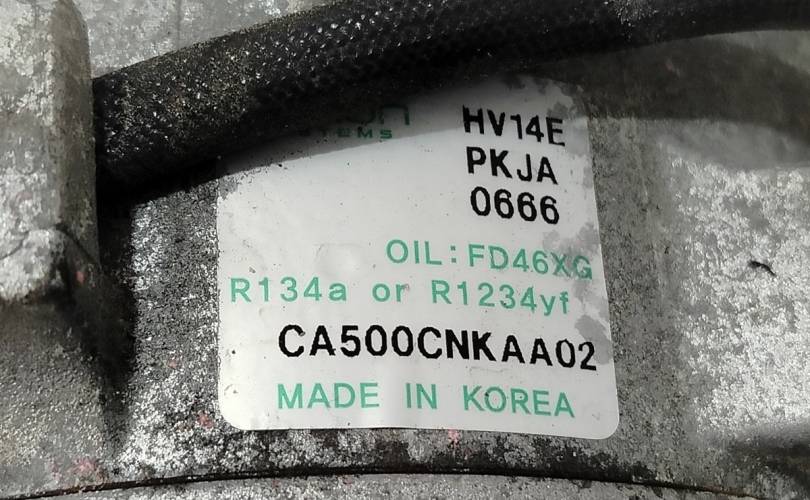 HV14E
PKJA
0666
OIL:FD46XG
R134a or R1234yf
CA500CNKAA02
MADE IN KOREA